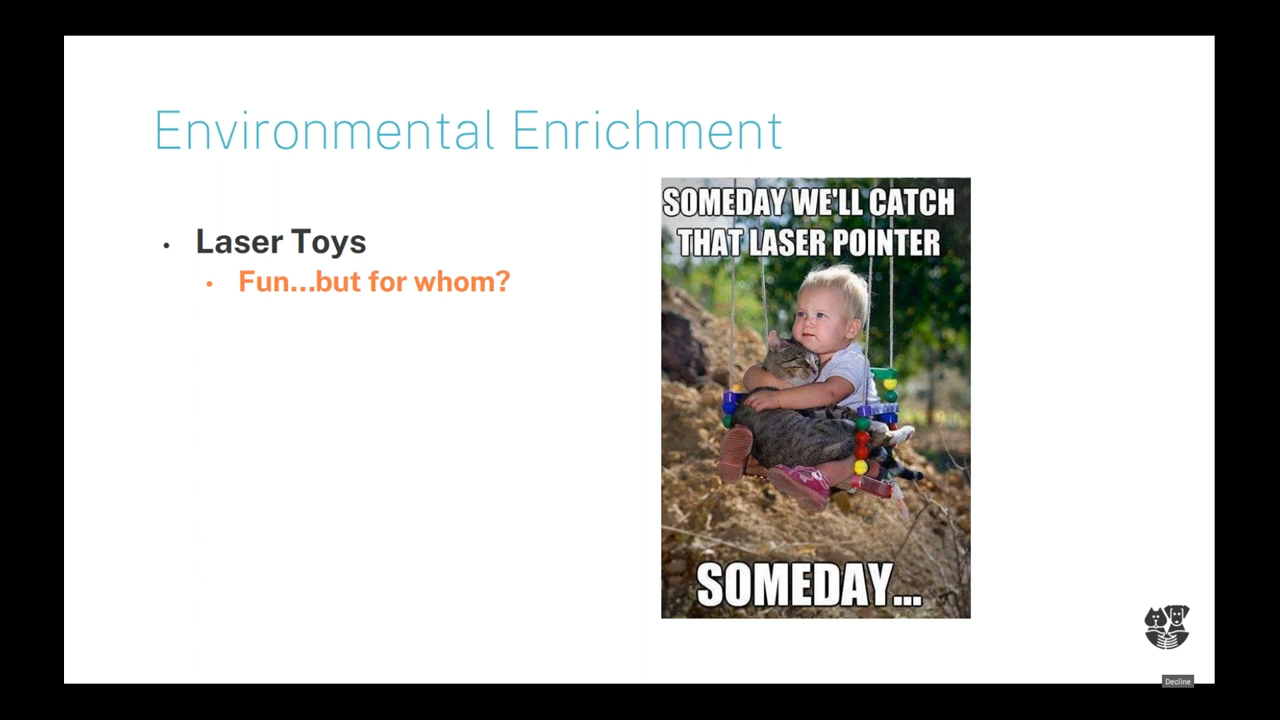 Environmental Enrichment
• Laser Toys
• Fun...but for whom?
SOMEDAY WE'LL CATCH
THAT LASER POINTER
SOMEDAY...
Decline